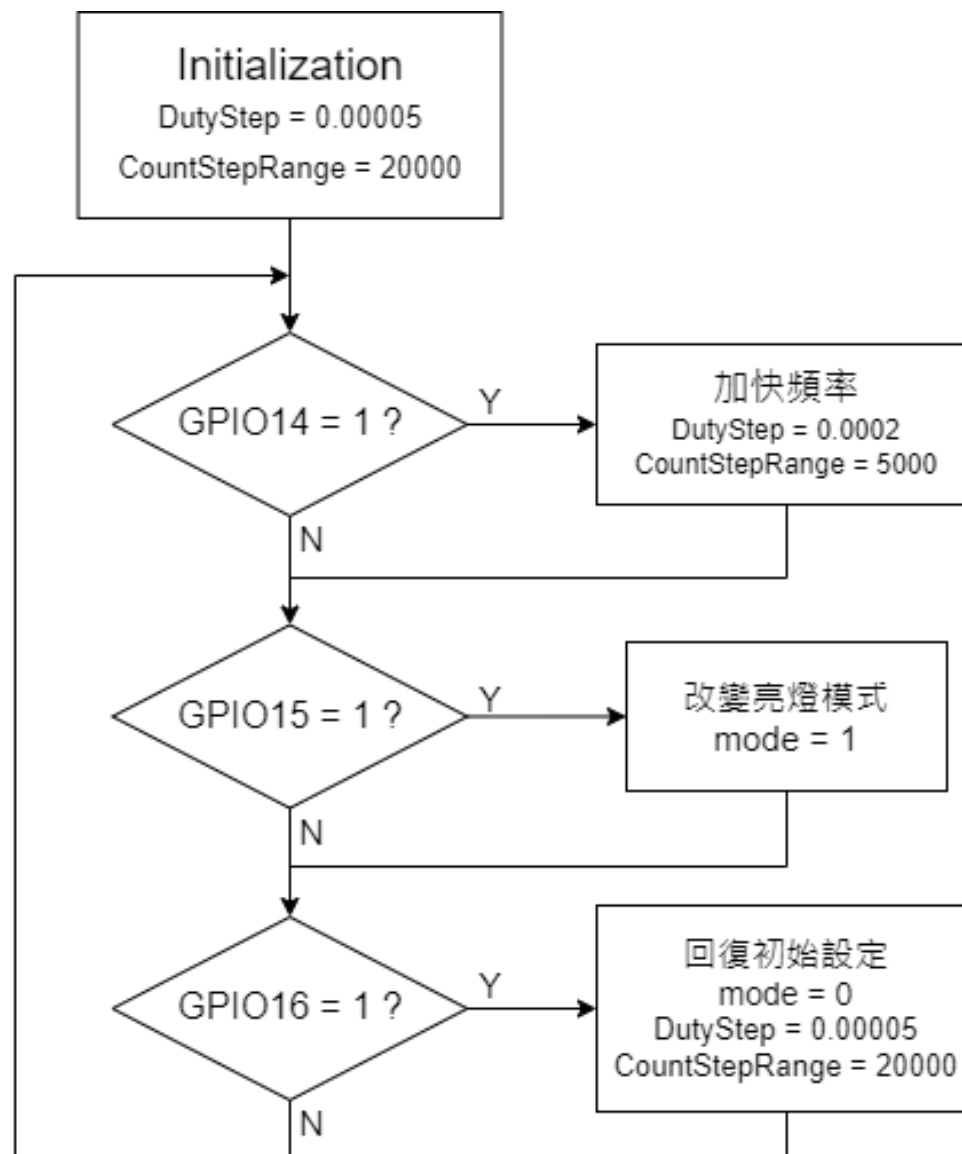 Initialization
DutyStep = 0.00005
CountStepRange = 20000
GPIO14 = 1 ?
Y
加快頻率
DutyStep = 0.0002
CountStepRange = 5000
N
GPIO15 = 1 ?
Y
改變亮燈模式
mode = 1
N
GPIO16 = 1 ?
Y
回復初始設定
mode = 0
DutyStep = 0.00005
CountStepRange = 20000
N